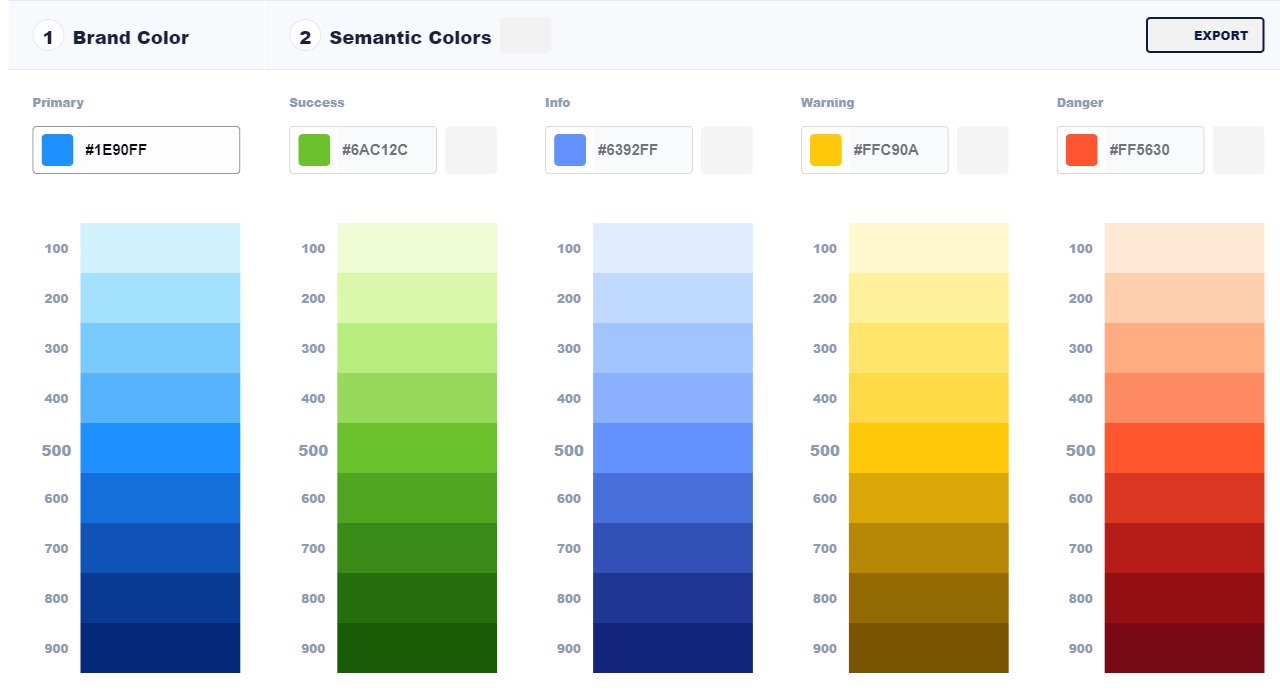 1 Brand Color
2 Semantic Colors
EXPORT
Primary
Success
Info
Warning
Danger
#1E90FF
#6AC12C
#6392FF
#FFC90A
#FF5630
100 100 100 100 100
200 200 200 200 200
300 300 300 300 300
400 400 400 400 400
500 500 500 500 500
600 600 600 600 600
700 700 700 700 700
800 800 800 800 800
900 900 900 900 900